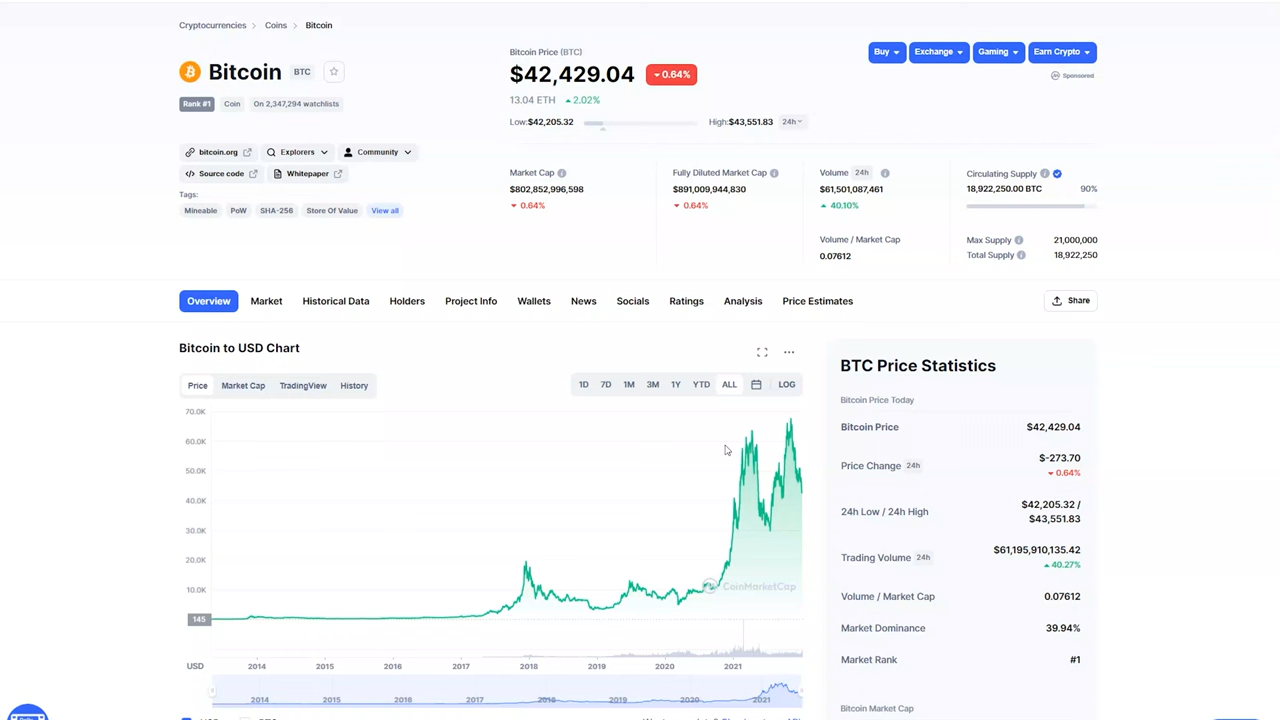 Cryptocurrencies > Coins > Bitcoin
Bitcoin BTC
Rank #1 Coin On 2,347,294 watchlists
bitcoin.org Explorers Community
Source code Whitepaper
Tags:
Mineable PoW SHA-256 Store Of Value View all
Bitcoin Price (BTC)
$42,429.04 0.64%
13.04 ETH 2.02%
Low:$42,205.32 High:$43,551.83 24h
Buy Exchange Gaming Earn Crypto
Sponsored
Market Cap
$802,852,996,598
0.64%
Fully Diluted Market Cap
$891,009,944,830
0.64%
Volume 24h
$61,501,087,461
40.10%
Volume / Market Cap
0.07612
Circulating Supply
18,922,250.00 BTC 90%
Max Supply 21,000,000
Total Supply 18,922,250
Overview Market Historical Data Holders Project Info Wallets News Socials Ratings Analysis Price Estimates Share
Bitcoin to USD Chart
Price Market Cap TradingView History
1D 7D 1M 3M 1Y YTD ALL LOG
70.0K
60.0K
50.0K
40.0K
30.0K
20.0K
10.0K
145
CoinMarketCap
USD 2014 2015 2016 2017 2018 2019 2020 2021
2014 2015 2016 2017 2018 2019 2020 2021
BTC Price Statistics
Bitcoin Price Today
Bitcoin Price $42,429.04
Price Change 24h $-273.70
0.64%
24h Low / 24h High $42,205.32 /
$43,551.83
Trading Volume 24h $61,195,910,135.42
40.27%
Volume / Market Cap 0.07612
Market Dominance 39.94%
Market Rank #1
Bitcoin Market Cap